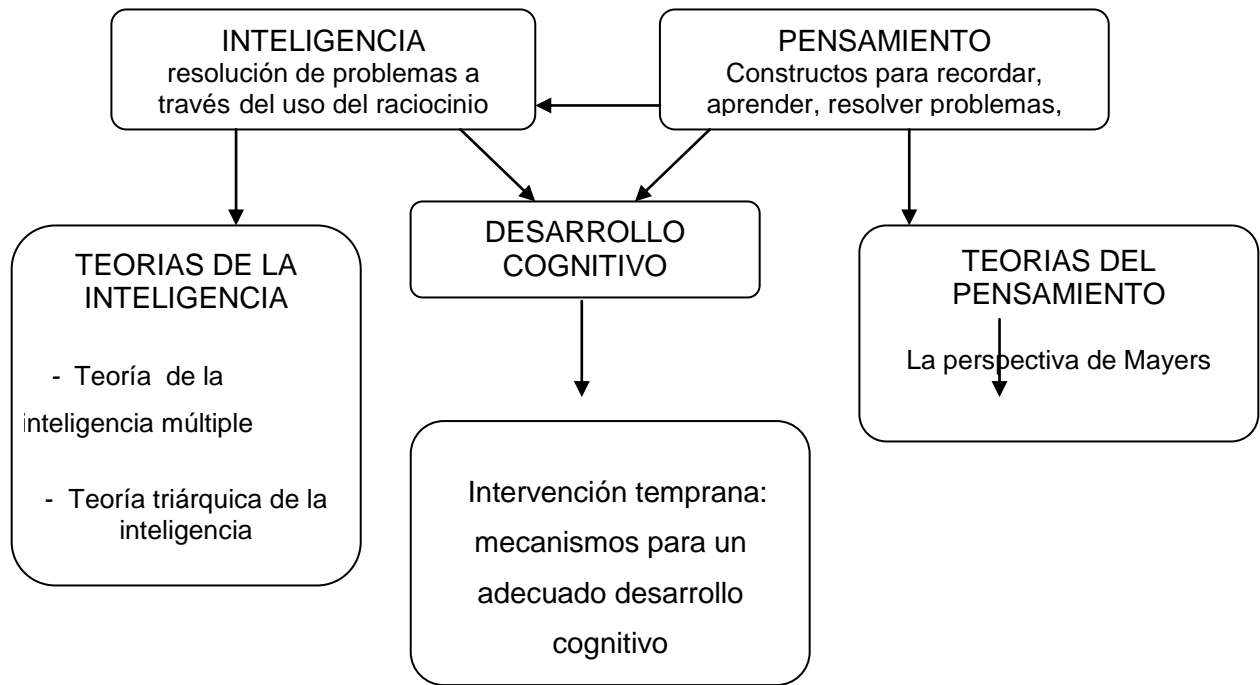 INTELIGENCIA
resolución de problemas a
través del uso del raciocinio
PENSAMIENTO
Constructos para recordar,
aprender, resolver problemas,
DESARROLLO
COGNITIVO
TEORIAS DE LA
INTELIGENCIA
- Teoría de la
inteligencia múltiple
- Teoría triárquica de la
inteligencia
TEORIAS DEL
PENSAMIENTO
La perspectiva de Mayers
Intervención temprana:
mecanismos para un
adecuado desarrollo
cognitivo